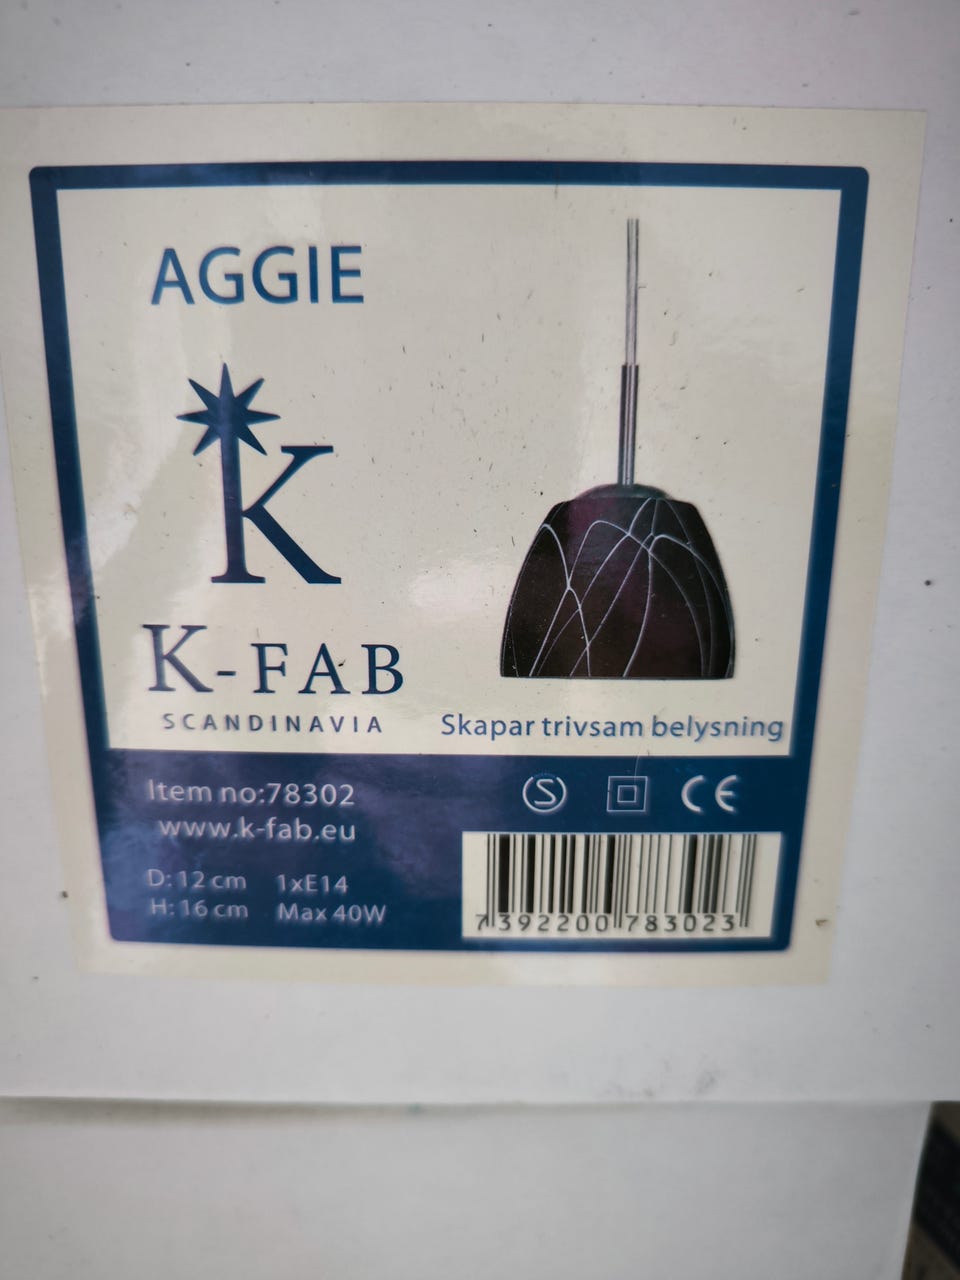 AGGIE
K
K-FAB
SCANDINAVIA
Skapar trivsam belysning
Item no:78302
www.k-fab.eu
D: 12 cm 1xE14
H: 16 cm Max 40W
S
CE
7392200783023